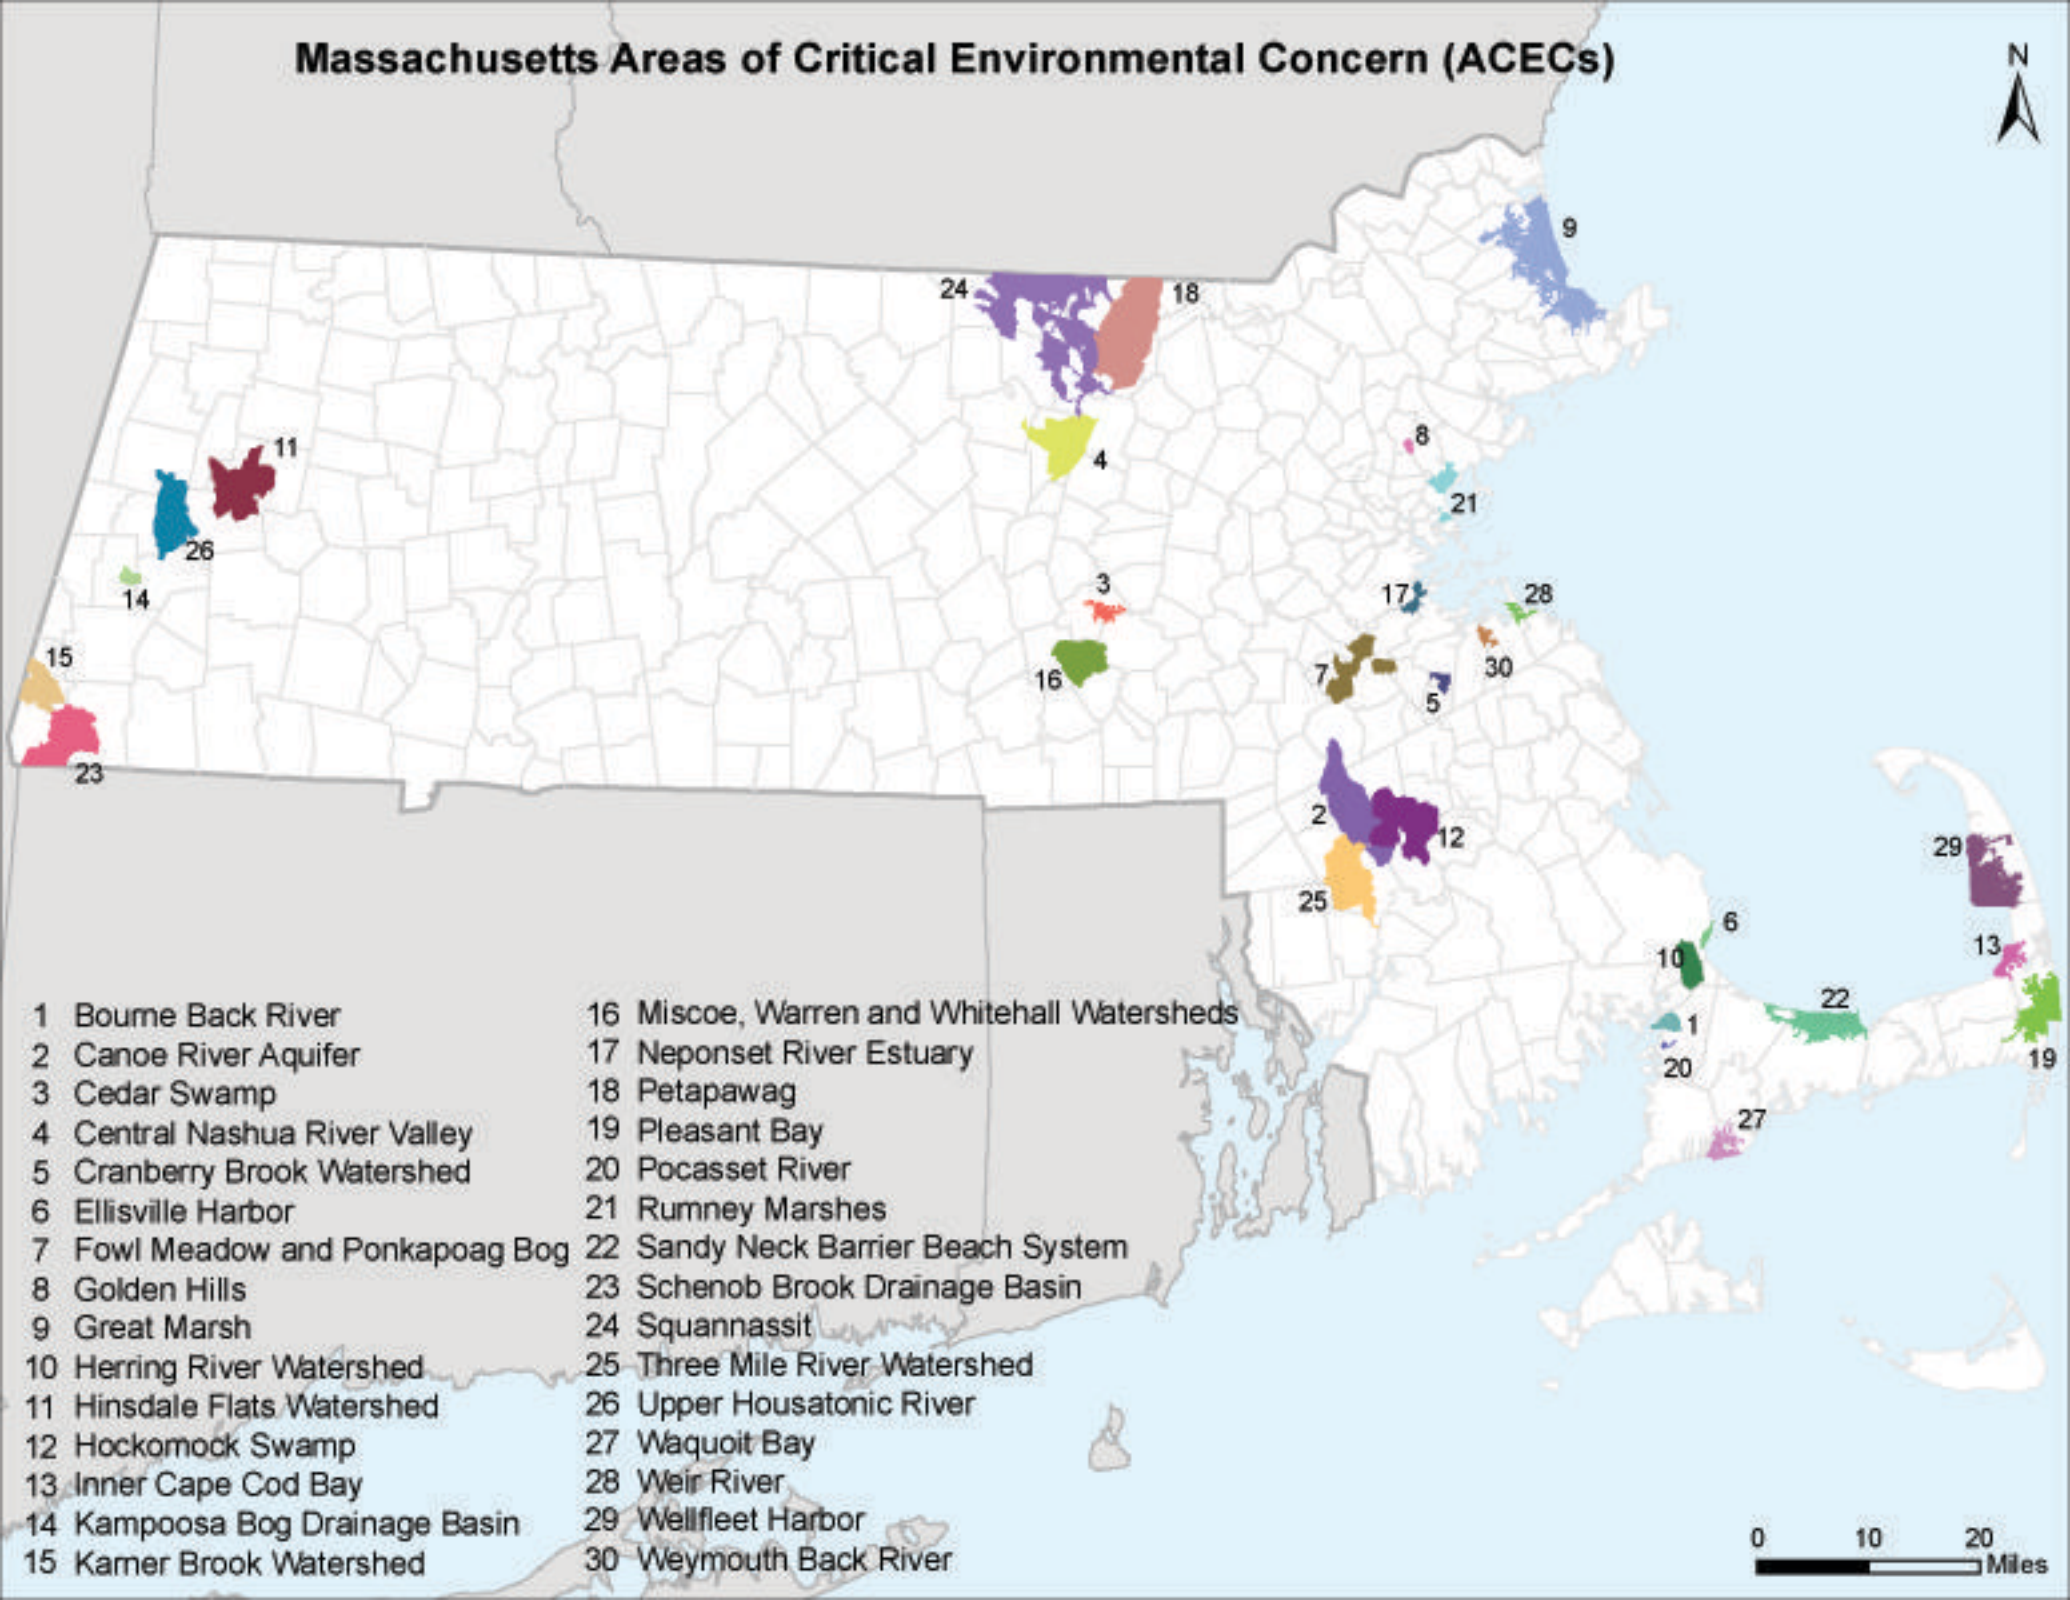 Massachusetts Areas of Critical Environmental Concern (ACECs)
N
9
24
18
8
11
4
21
26
14
3
17
28
15
16
7
30
5
23
2
12
29
25
6
13
10
22
1
19
20
27
1 Bourne Back River
2 Canoe River Aquifer
3 Cedar Swamp
4 Central Nashua River Valley
5 Cranberry Brook Watershed
6 Ellisville Harbor
7 Fowl Meadow and Ponkapoag Bog
8 Golden Hills
9 Great Marsh
10 Herring River Watershed
11 Hinsdale Flats Watershed
12 Hockomock Swamp
13 Inner Cape Cod Bay
14 Kampoosa Bog Drainage Basin
15 Karner Brook Watershed
16 Miscoe, Warren and Whitehall Watersheds
17 Neponset River Estuary
18 Petapawag
19 Pleasant Bay
20 Pocasset River
21 Rumney Marshes
22 Sandy Neck Barrier Beach System
23 Schenob Brook Drainage Basin
24 Squannassit
25 Three Mile River Watershed
26 Upper Housatonic River
27 Waquoit Bay
28 Weir River
29 Wellfleet Harbor
30 Weymouth Back River
0 10 20
Miles